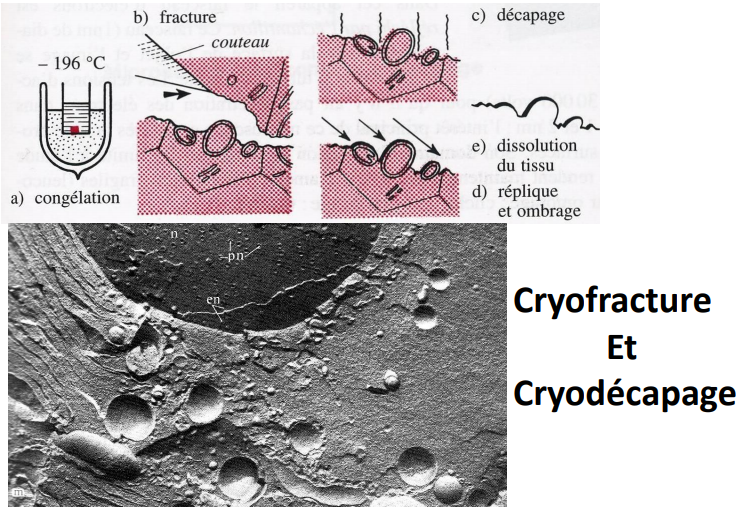 b) fracture
couteau
c) décapage
– 196 °C
a) congélation
e) dissolution
du tissu
d) réplique
et ombrage
n
pn
en
m
Cryofracture
Et
Cryodécapage